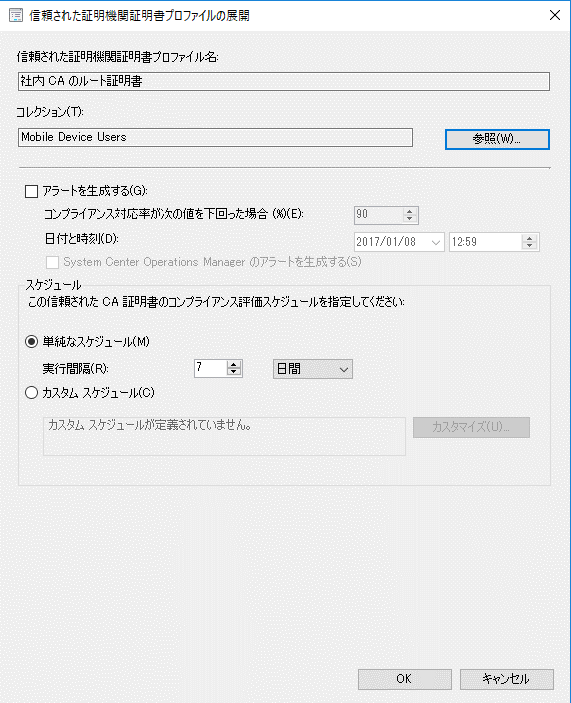 信頼された証明機関証明書プロファイルの展開
信頼された証明機関証明書プロファイル名:
社内 CA のルート証明書
コレクション(T):
Mobile Device Users
参照(W)...
アラートを生成する(G):
コンプライアンス対応率が次の値を下回った場合 (%)(E):
90
日付と時刻(D):
2017/01/08
12:59
System Center Operations Manager のアラートを生成する(S)
スケジュール
この信頼された CA 証明書のコンプライアンス評価スケジュールを指定してください:
単純なスケジュール(M)
実行間隔(R):
7
日間
カスタム スケジュール(C)
カスタム スケジュールが定義されていません。
カスタマイズ(U)...
OK
キャンセル